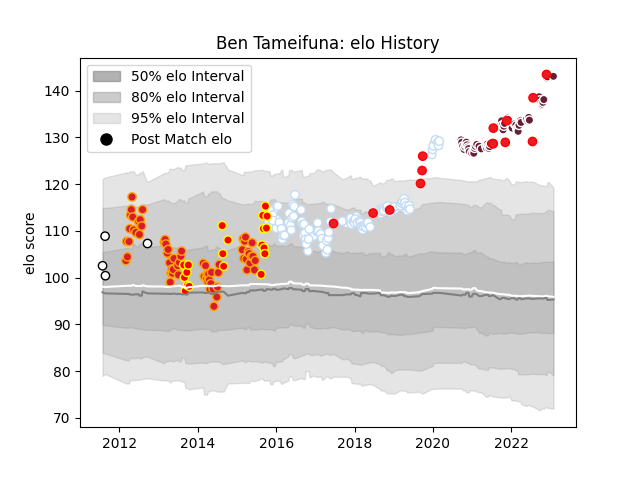 Ben Tameifuna: elo History
50% elo Interval
80% elo Interval
95% elo Interval
Post Match elo
elo score
140
130
120
110
100
90
80
70
2012 2014 2016 2018 2020 2022